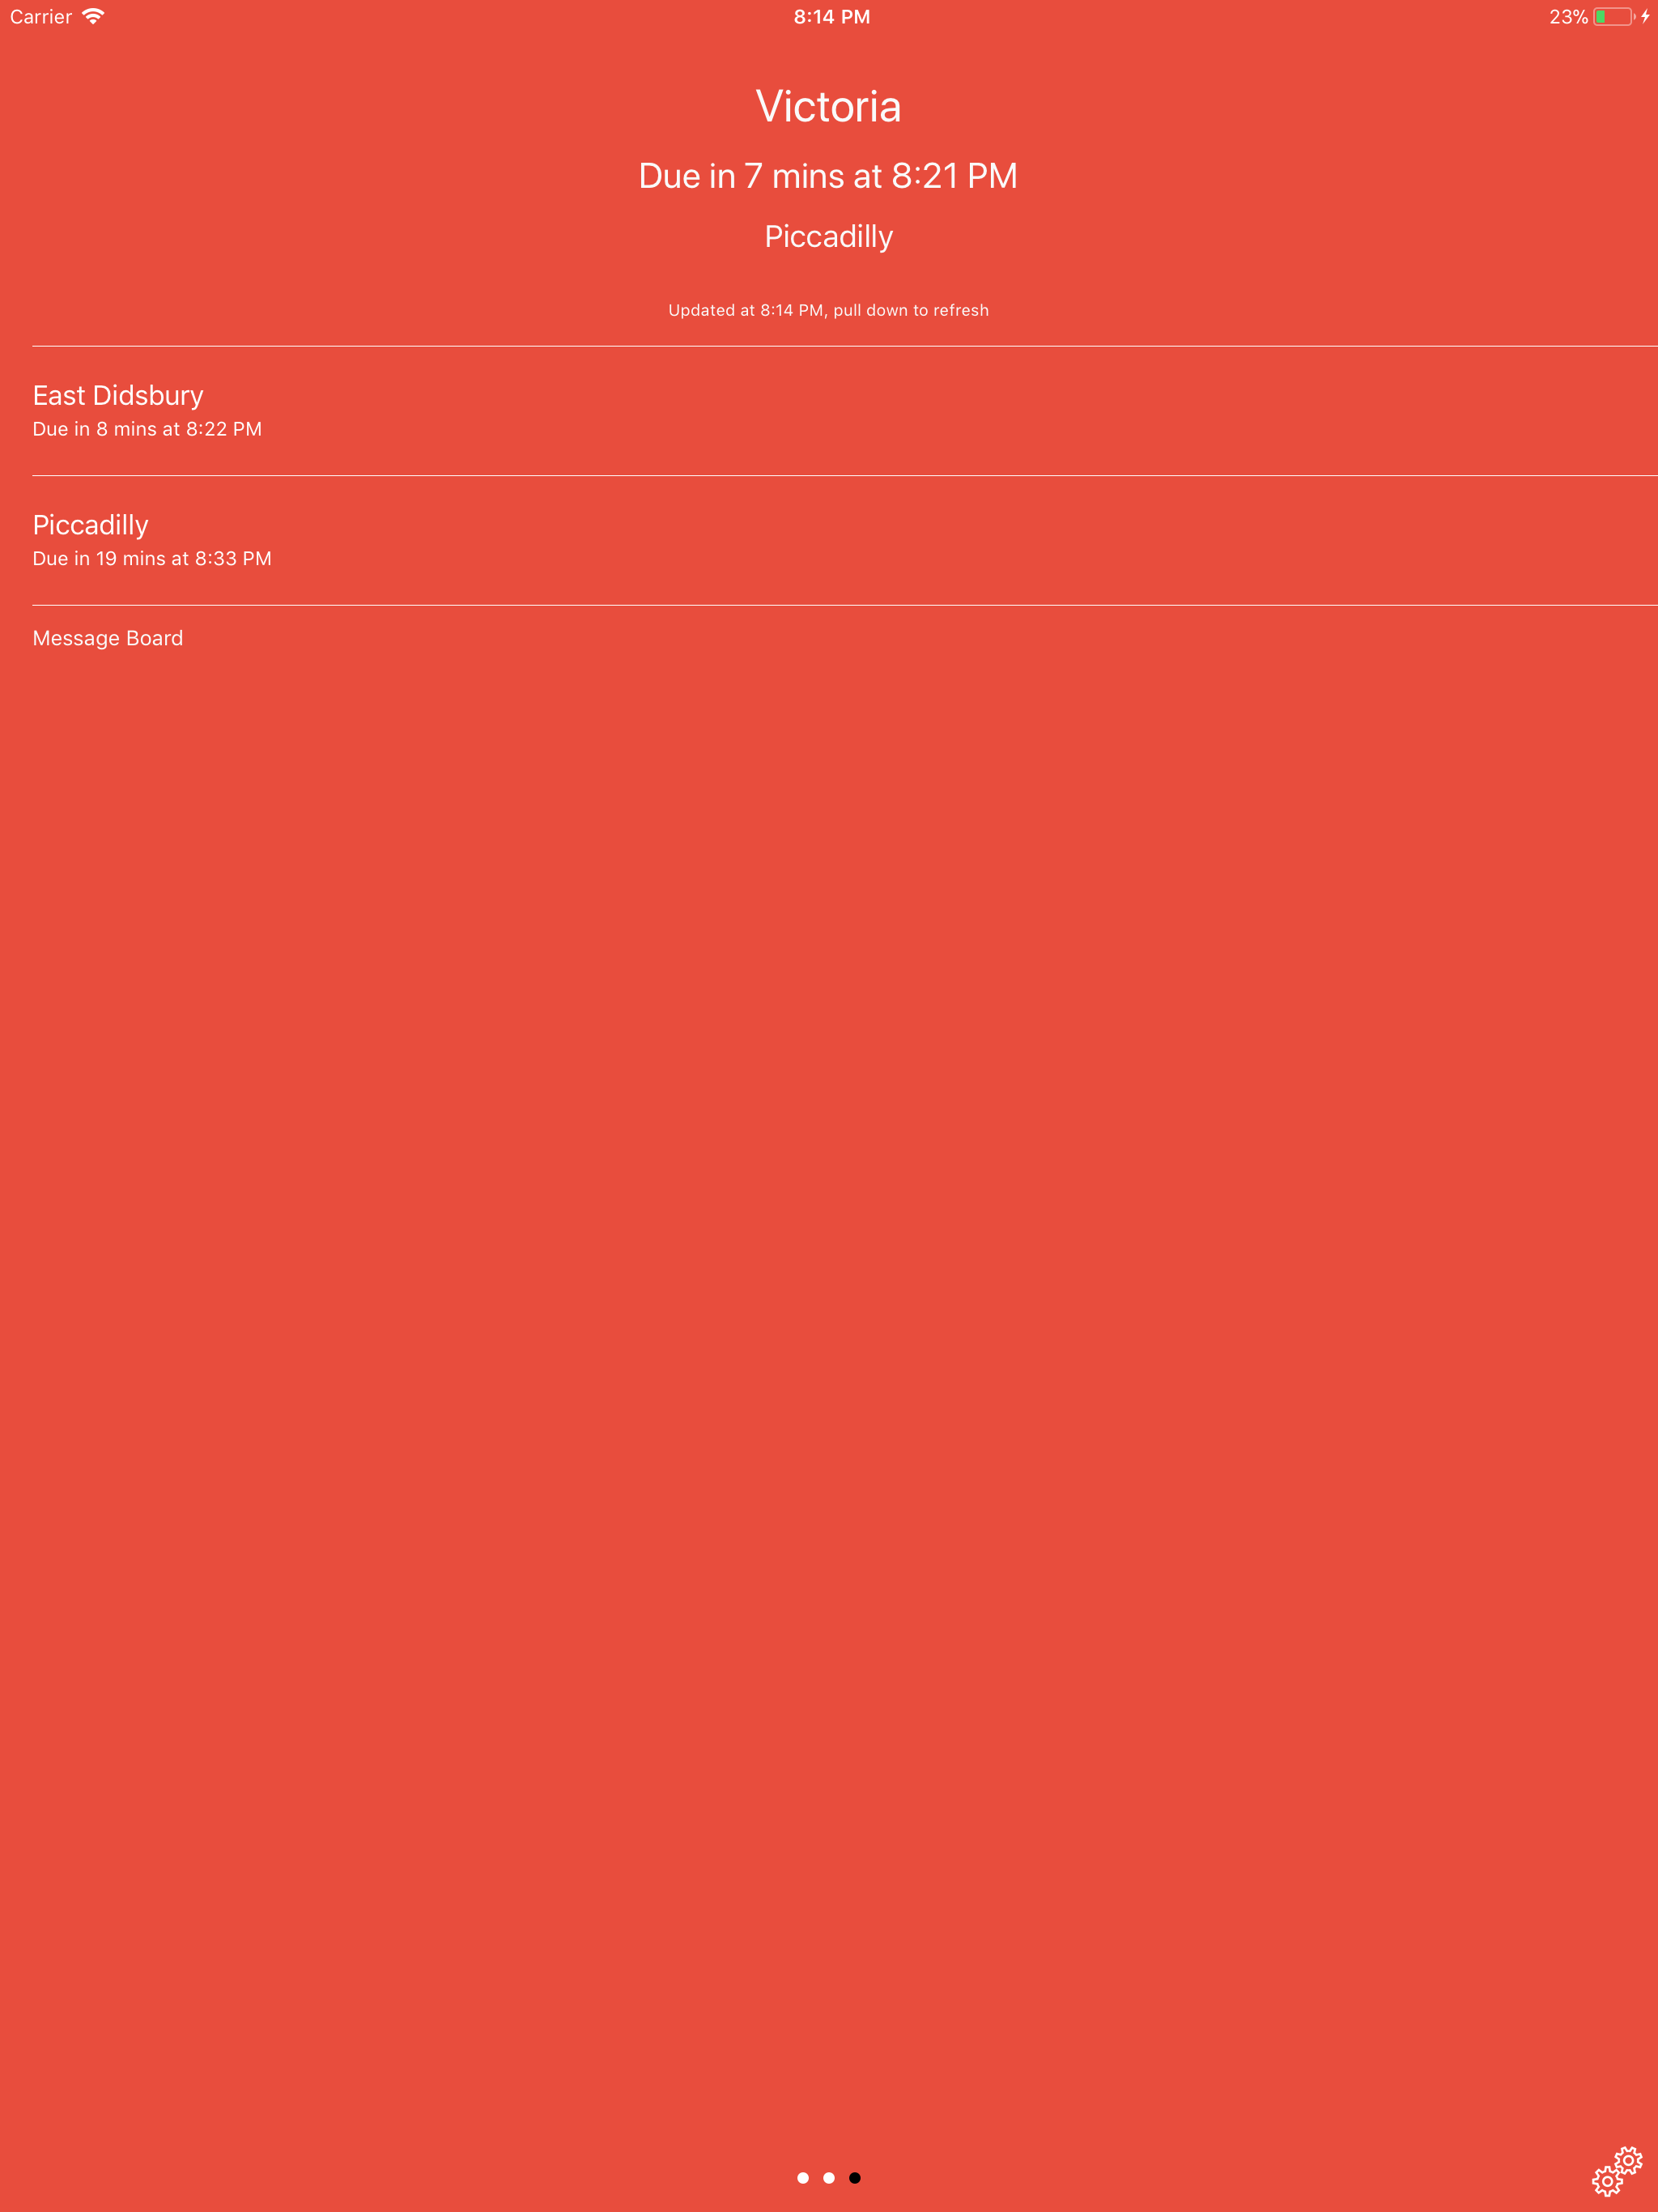 Carrier
8:14 PM
23%
Victoria
Due in 7 mins at 8:21 PM
Piccadilly
Updated at 8:14 PM, pull down to refresh
East Didsbury
Due in 8 mins at 8:22 PM
Piccadilly
Due in 19 mins at 8:33 PM
Message Board